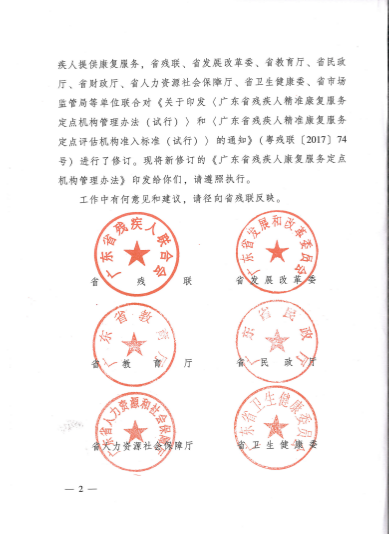 疾人提供康复服务，省残联、省发展改革委、省教育厅、省民政
厅、省财政厅、省人力资源社会保障厅、省卫生健康委、省市场
监管局等单位联合对《关于印发〈广东省残疾人精准康复服务
定点机构管理办法（试行）〉和〈广东省残疾人精准康复服务
定点评估机构准入标准（试行）〉的通知》（粤残联〔2017〕74
号）进行了修订。现将新修订的《广东省残疾人康复服务定点
机构管理办法》印发给你们，请遵照执行。
工作中有何意见和建议，请径向省残联反映。
广东省残疾人联合会
广东省发展和改革委员会
省残联
省发展改革委
广东省教育厅
广东省民政厅
省教育厅
省民政厅
广东省人力资源和社会保障厅
广东省卫生健康委员会
省人力资源社会保障厅
省卫生健康委
— 2 —